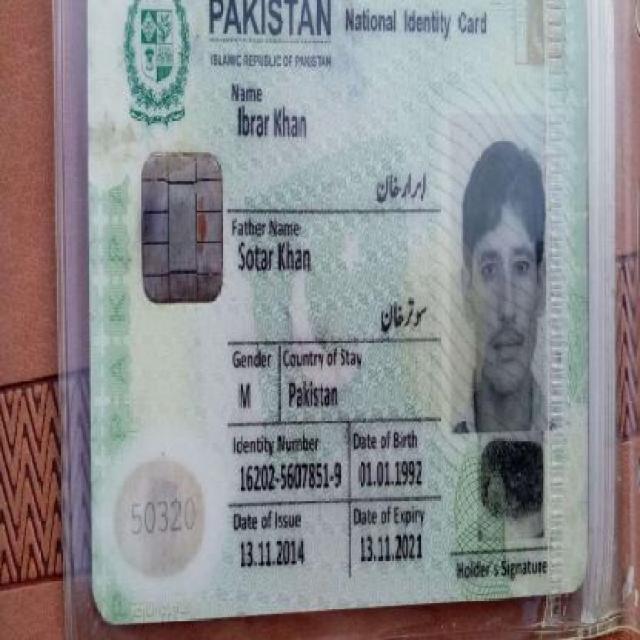 PAKISTAN National Identity Card
ISLAMIC REPUBLIC OF PAKISTAN
Name
Ibrar Khan
ابرار خان
Father Name
Sotar Khan
سوتر خان
Gender Country of Stay
M Pakistan
Identity Number Date of Birth
16202-5607851-9 01.01.1992
Date of Issue Date of Expiry
13.11.2014 13.11.2021
50320
Holder's Signature